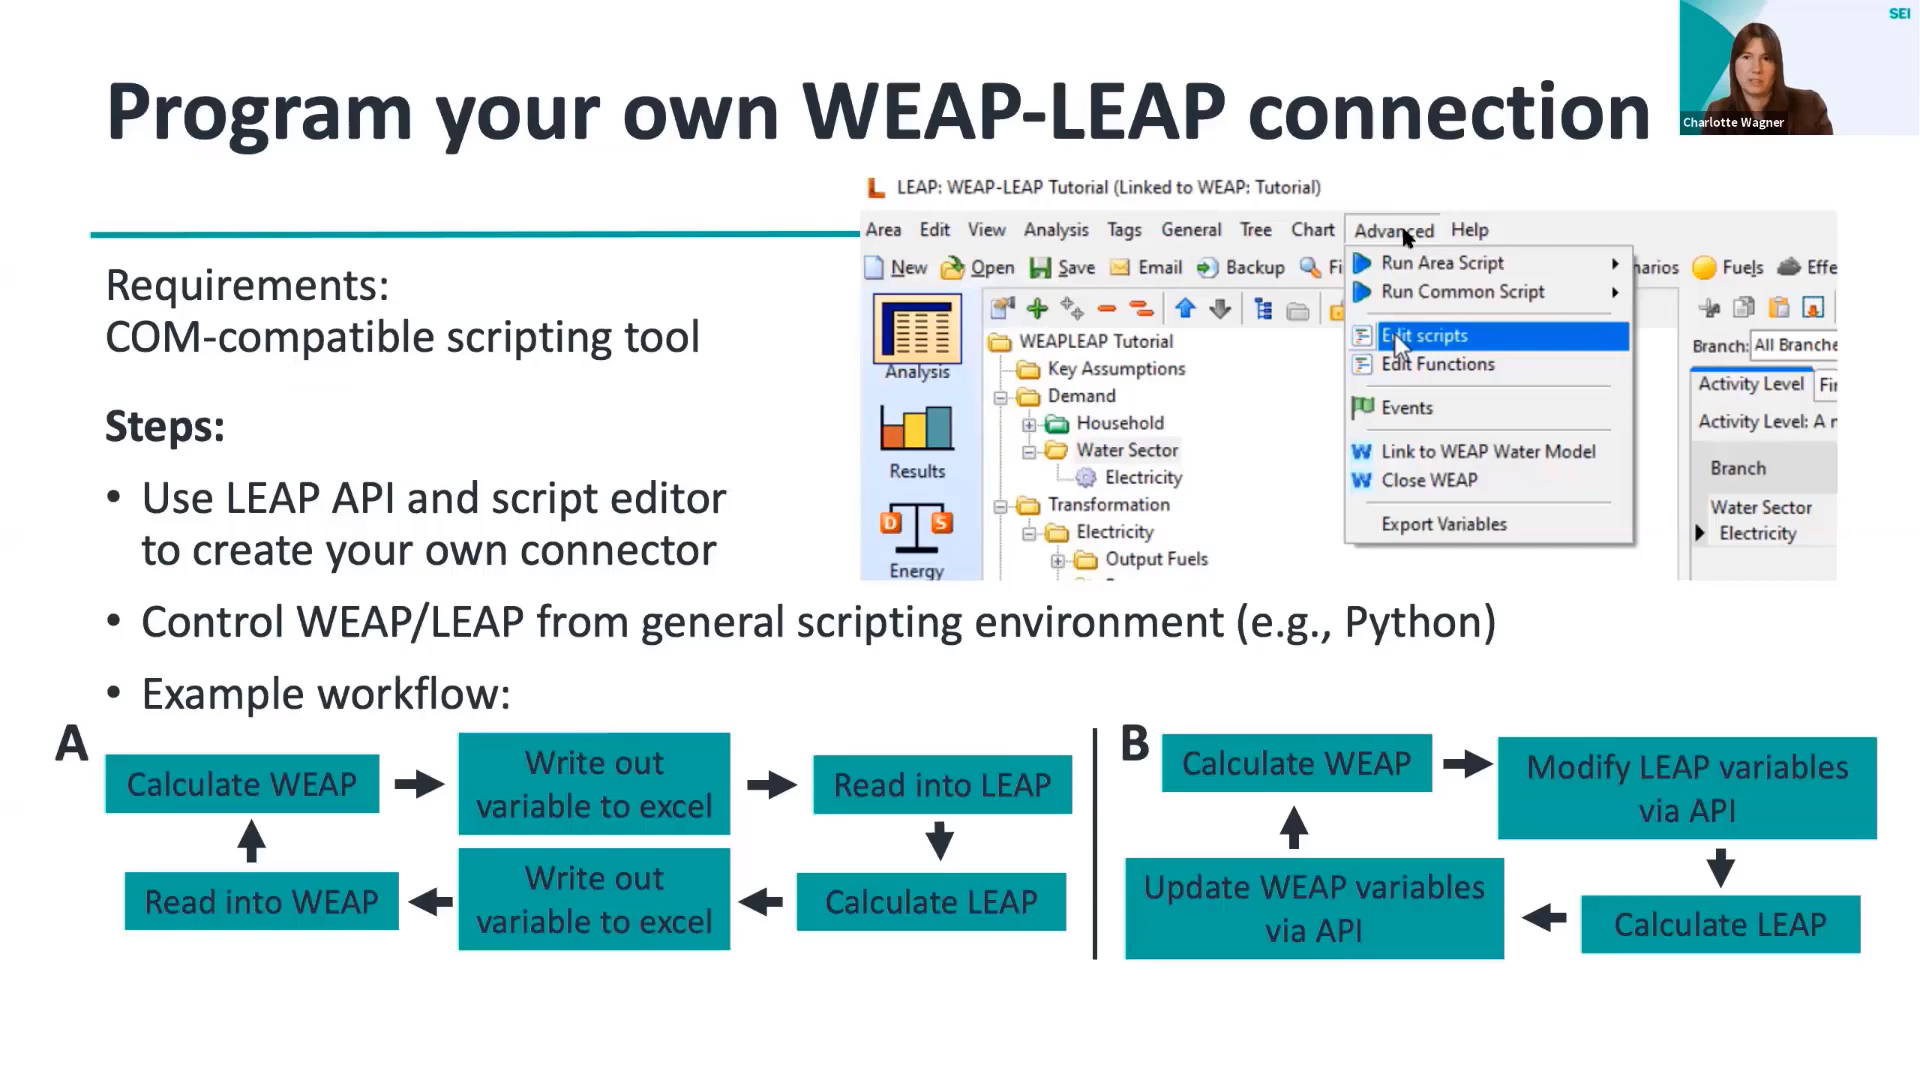 SEI
Program your own WEAP-LEAP connection
Charlotte Wagner
LEAP: WEAP-LEAP Tutorial (Linked to WEAP: Tutorial)
Area Edit View Analysis Tags General Tree Chart Advanced Help
New Open Save Email Backup Fi
arios Fuels Effe
Run Area Script
Run Common Script
Edit scripts
Edit Functions
Events
Link to WEAP Water Model
Close WEAP
Export Variables
Analysis
Results
D S
Energy
WEAPLEAP Tutorial
Key Assumptions
Demand
Household
Water Sector
Electricity
Transformation
Electricity
Output Fuels
Branch: All Branche
Activity Level Fi
Activity Level: A
Branch
Water Sector
Electricity
Requirements:
COM-compatible scripting tool
Steps:
• Use LEAP API and script editor
to create your own connector
• Control WEAP/LEAP from general scripting environment (e.g., Python)
• Example workflow:
A
Calculate WEAP
Write out
variable to excel
Read into LEAP
Calculate LEAP
Write out
variable to excel
Read into WEAP
B
Calculate WEAP
Modify LEAP variables
via API
Calculate LEAP
Update WEAP variables
via API